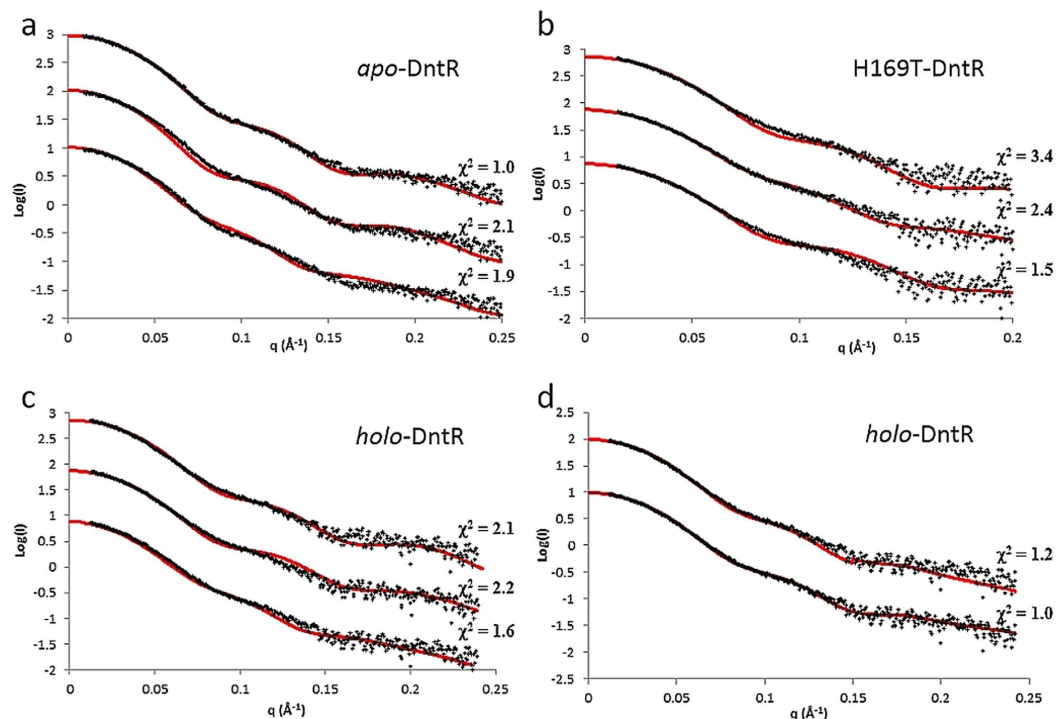 a
apo-DntR
3
2.5
2
1.5
1
0.5
0
-0.5
-1
-1.5
-2
Log(I)
χ² = 1.0
χ² = 2.1
χ² = 1.9
0 0.05 0.1 0.15 0.2 0.25
q (Å⁻¹)
b
H169T-DntR
3
2.5
2
1.5
1
0.5
0
-0.5
-1
-1.5
-2
Log(I)
χ² = 3.4
χ² = 2.4
χ² = 1.5
0 0.05 0.1 0.15 0.2
q (Å⁻¹)
c
holo-DntR
3
2.5
2
1.5
1
0.5
0
-0.5
-1
-1.5
-2
Log(I)
χ² = 2.1
χ² = 2.2
χ² = 1.6
0 0.05 0.1 0.15 0.2 0.25
q (Å⁻¹)
d
holo-DntR
2.5
2
1.5
1
0.5
0
-0.5
-1
-1.5
-2
-2.5
Log(I)
χ² = 1.2
χ² = 1.0
0 0.05 0.1 0.15 0.2 0.25
q (Å⁻¹)